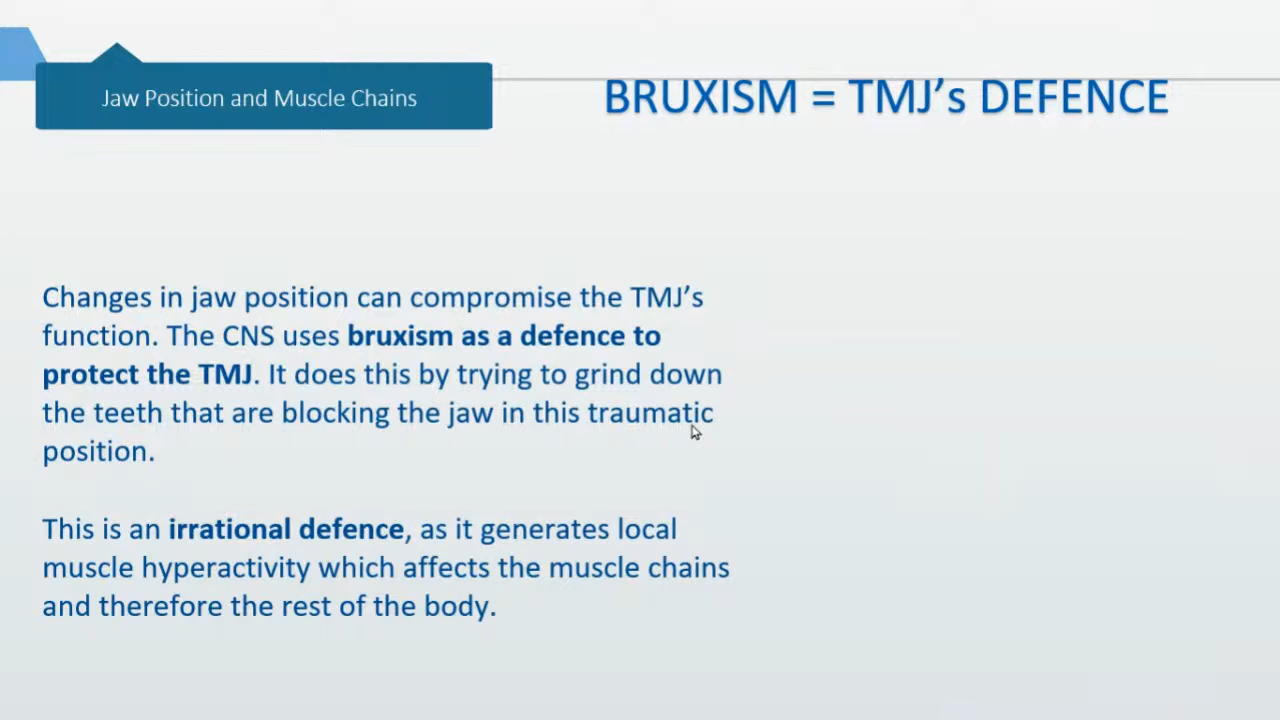 Jaw Position and Muscle Chains
BRUXISM = TMJ’s DEFENCE
Changes in jaw position can compromise the TMJ’s
function. The CNS uses bruxism as a defence to
protect the TMJ. It does this by trying to grind down
the teeth that are blocking the jaw in this traumatic
position.
This is an irrational defence, as it generates local
muscle hyperactivity which affects the muscle chains
and therefore the rest of the body.